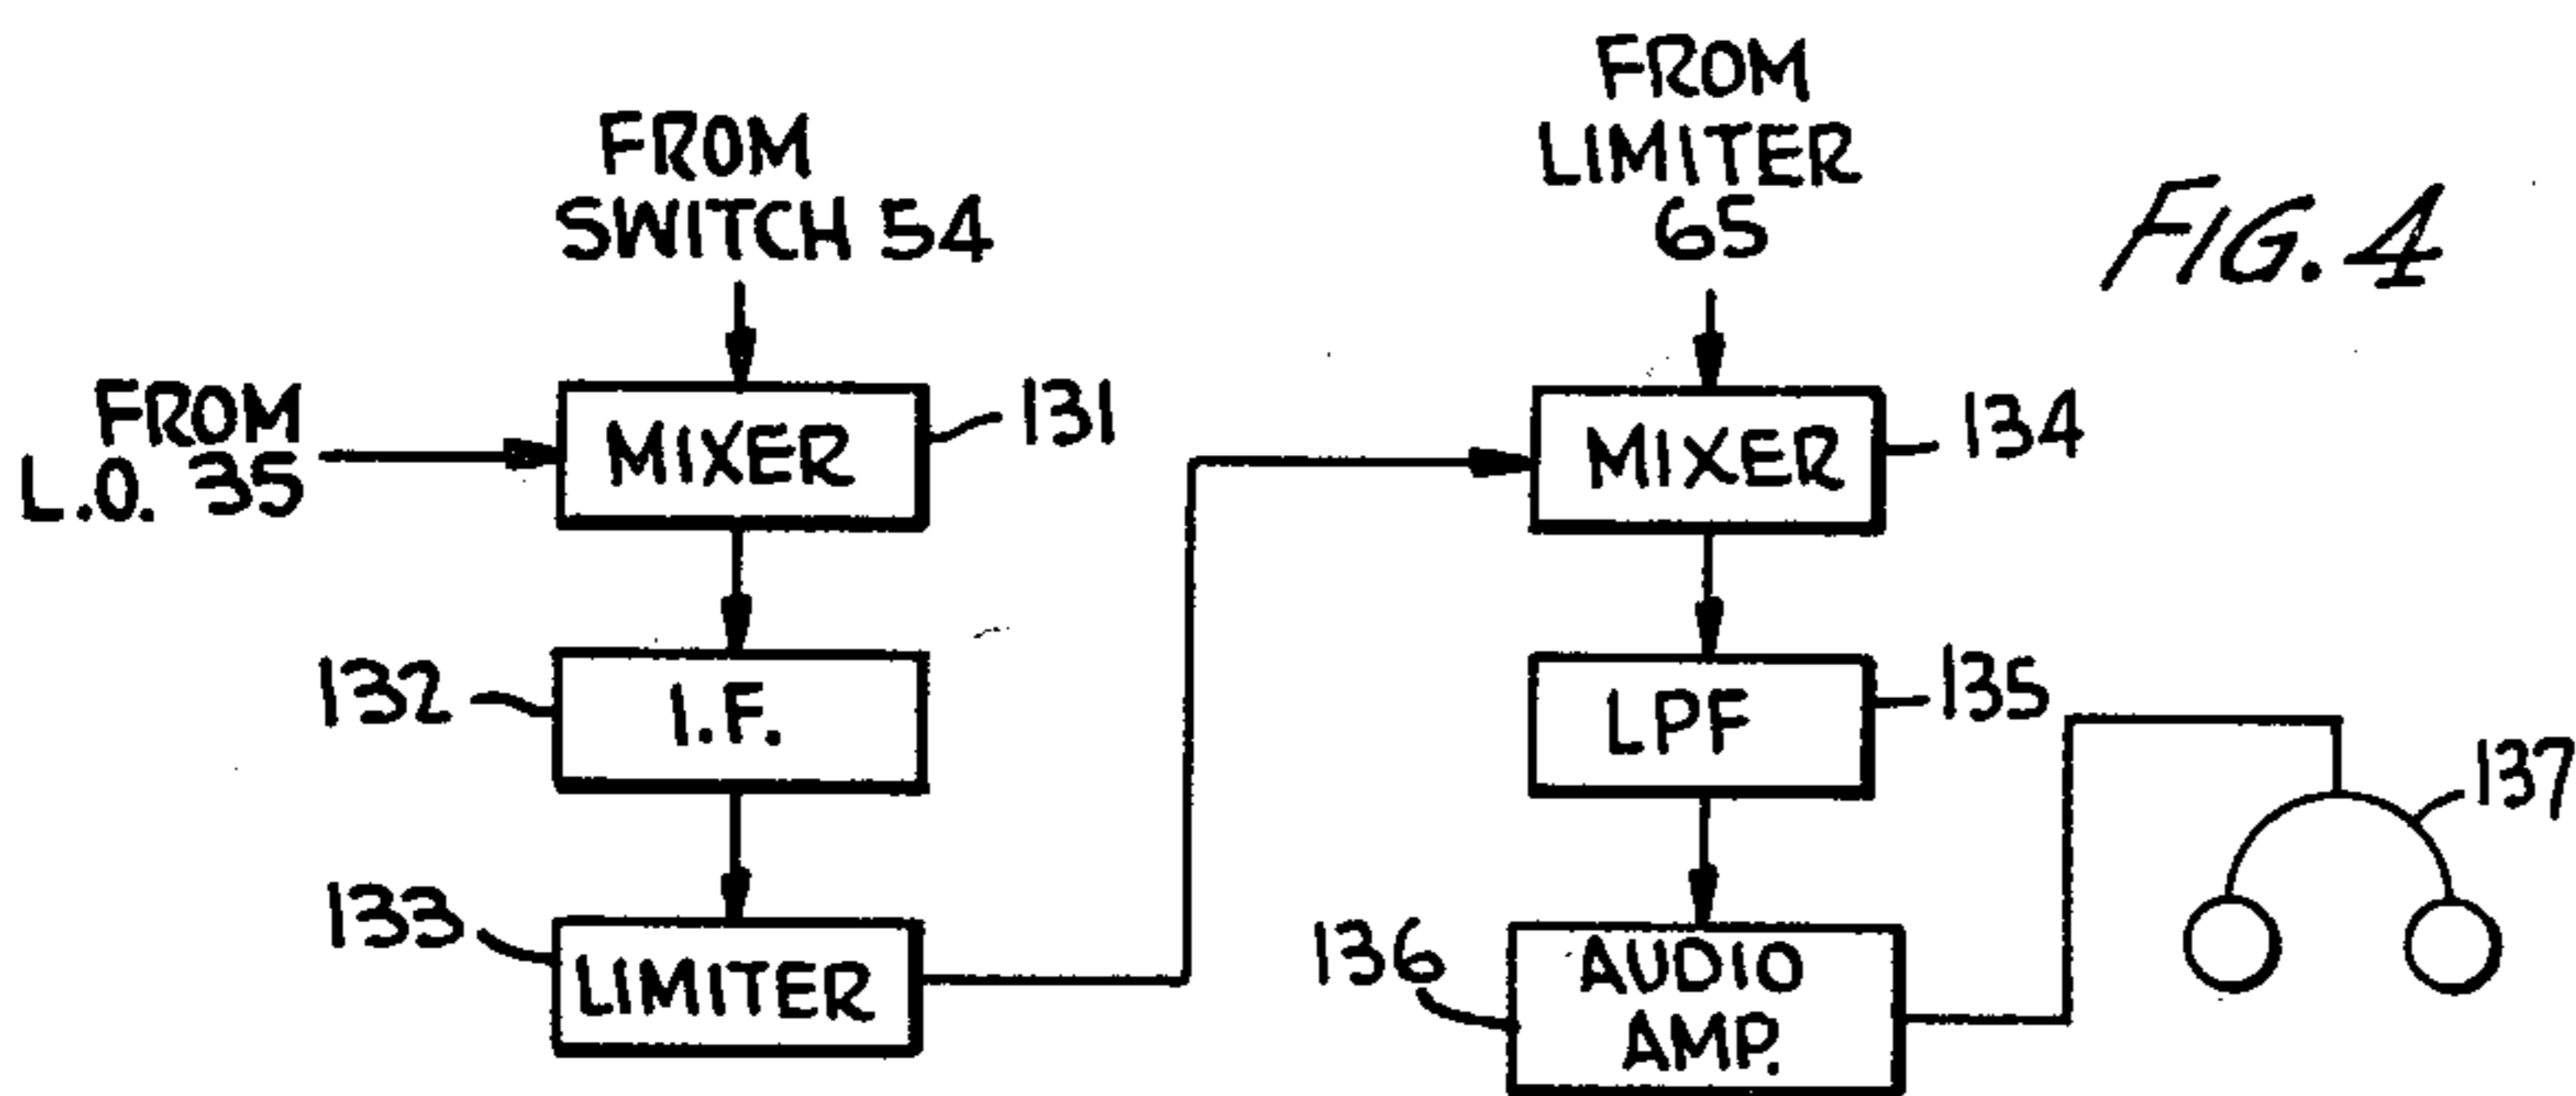 FROM
SWITCH 54
FROM
L.O. 35
MIXER
131
132
I.F.
133
LIMITER
FROM
LIMITER
65
MIXER
134
LPF
135
136
AUDIO
AMP.
137
FIG. 4